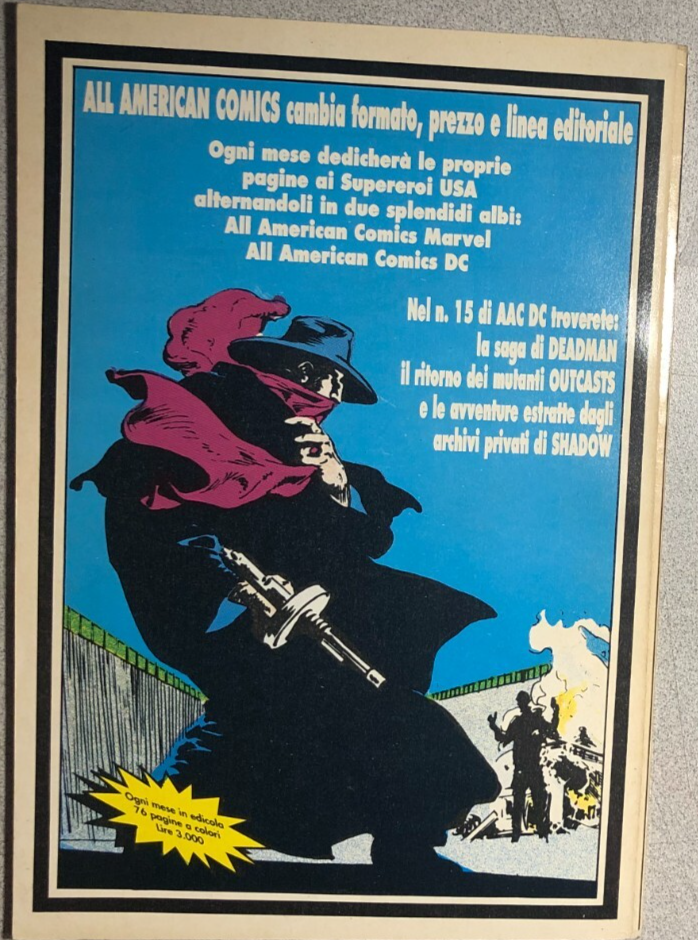 ALL AMERICAN COMICS cambia formato, prezzo e linea editoriale
Ogni mese dedicherà le proprie
pagine ai Supereroi USA
alternandoli in due splendidi albi:
All American Comics Marvel
All American Comics DC
Nel n. 15 di AAC DC troverete:
la saga di DEADMAN
il ritorno dei mutanti OUTCASTS
e le avventure estratte dagli
archivi privati di SHADOW
Ogni mese in edicola
76 pagine a colori
Lire 3.000